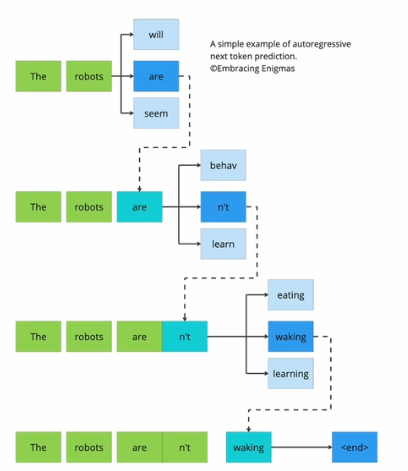 will
A simple example of autoregressive
next token prediction.
©Embracing Enigmas
The robots are
seem
behav
The robots are n't
learn
eating
The robots are n't waking
learning
The robots are n't waking <end>